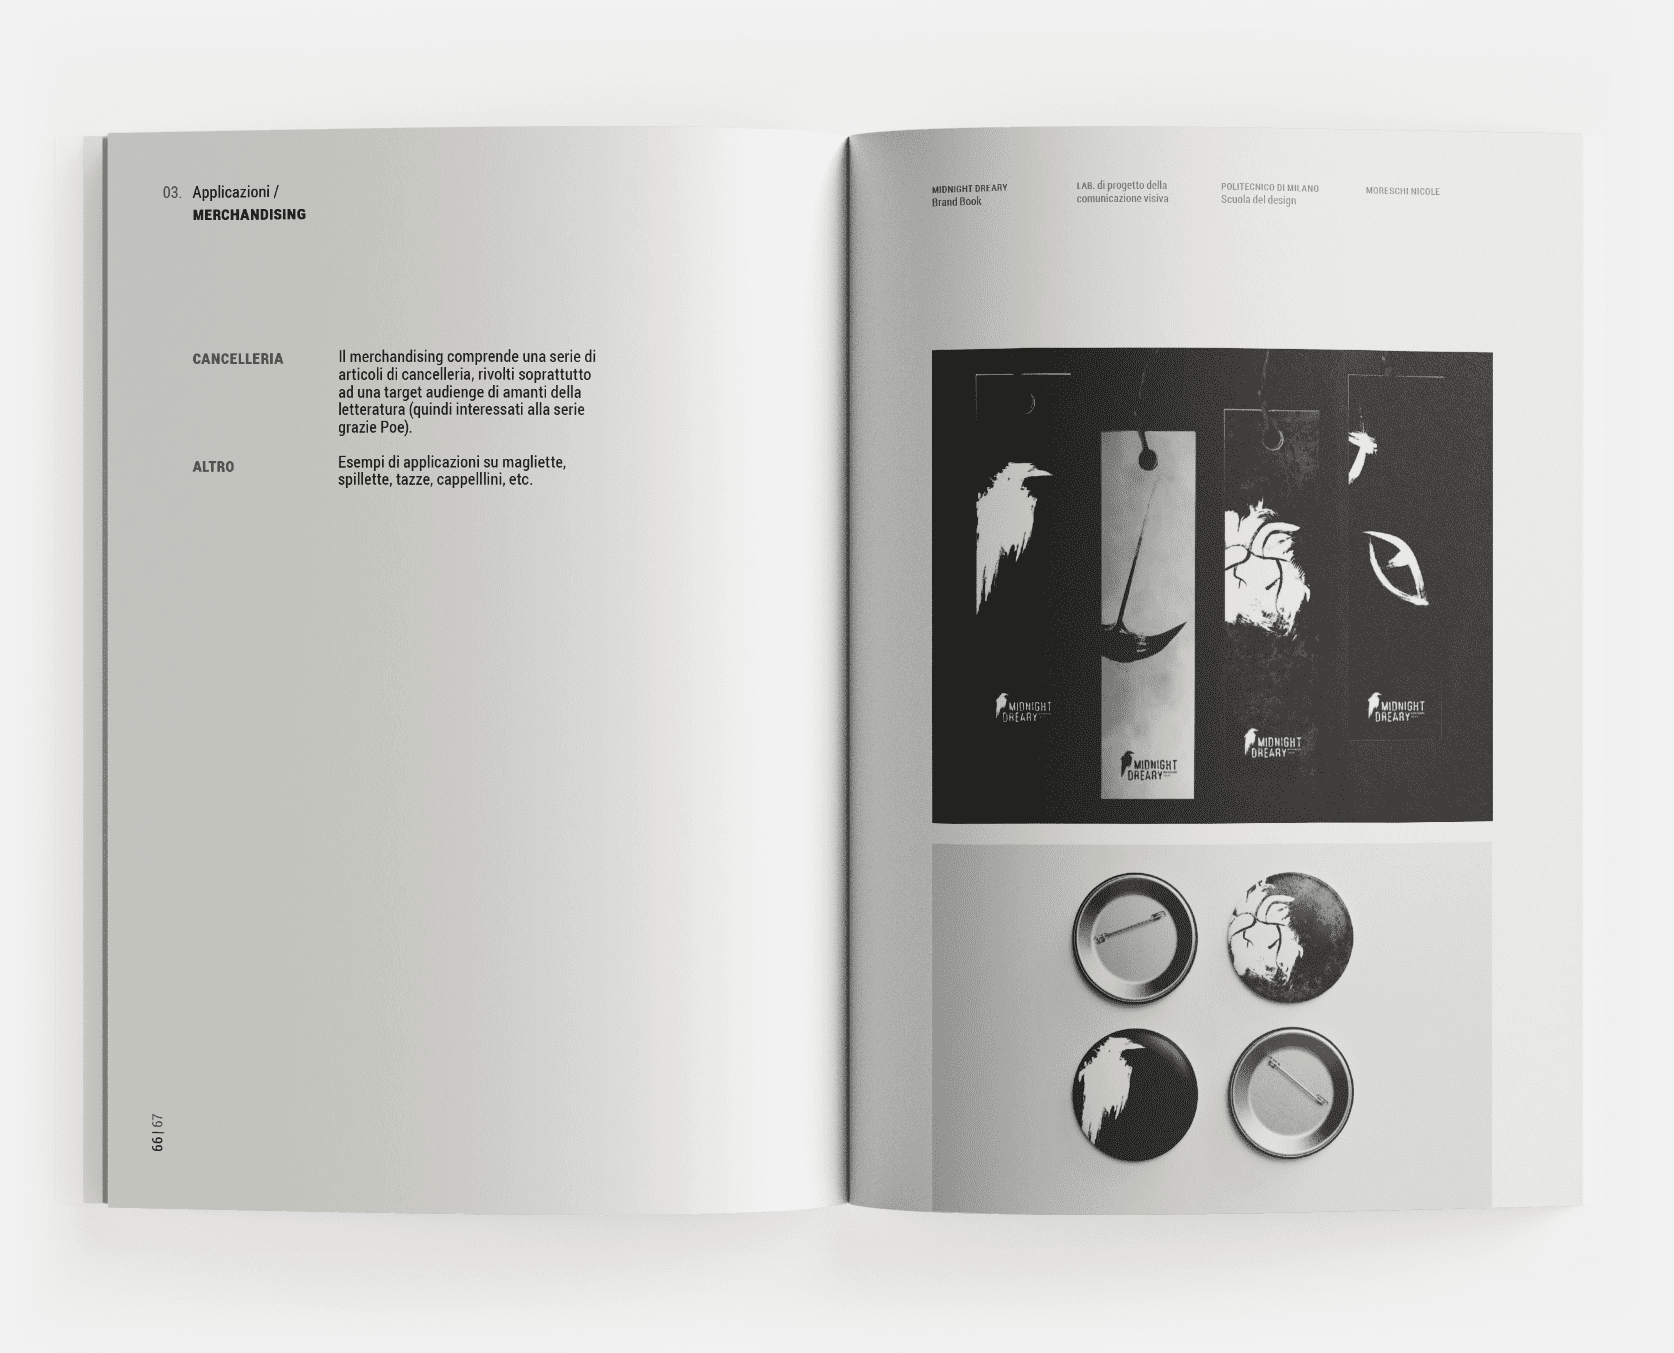 03. Applicazioni /
MERCHANDISING
CANCELLERIA
Il merchandising comprende una serie di
articoli di cancelleria, rivolti soprattutto
ad una target audienge di amanti della
letteratura (quindi interessati alla serie
grazie Poe).
ALTRO
Esempi di applicazioni su magliette,
spillette, tazze, cappelllini, etc.
66 | 67
MIDNIGHT DREARY
Brand Book
LAB. di progetto della
comunicazione visiva
POLITECNICO DI MILANO
Scuola del design
MORESCHI NICOLE
MIDNIGHT
DREARY
MIDNIGHT
DREARY
MIDNIGHT
DREARY
MIDNIGHT
DREARY